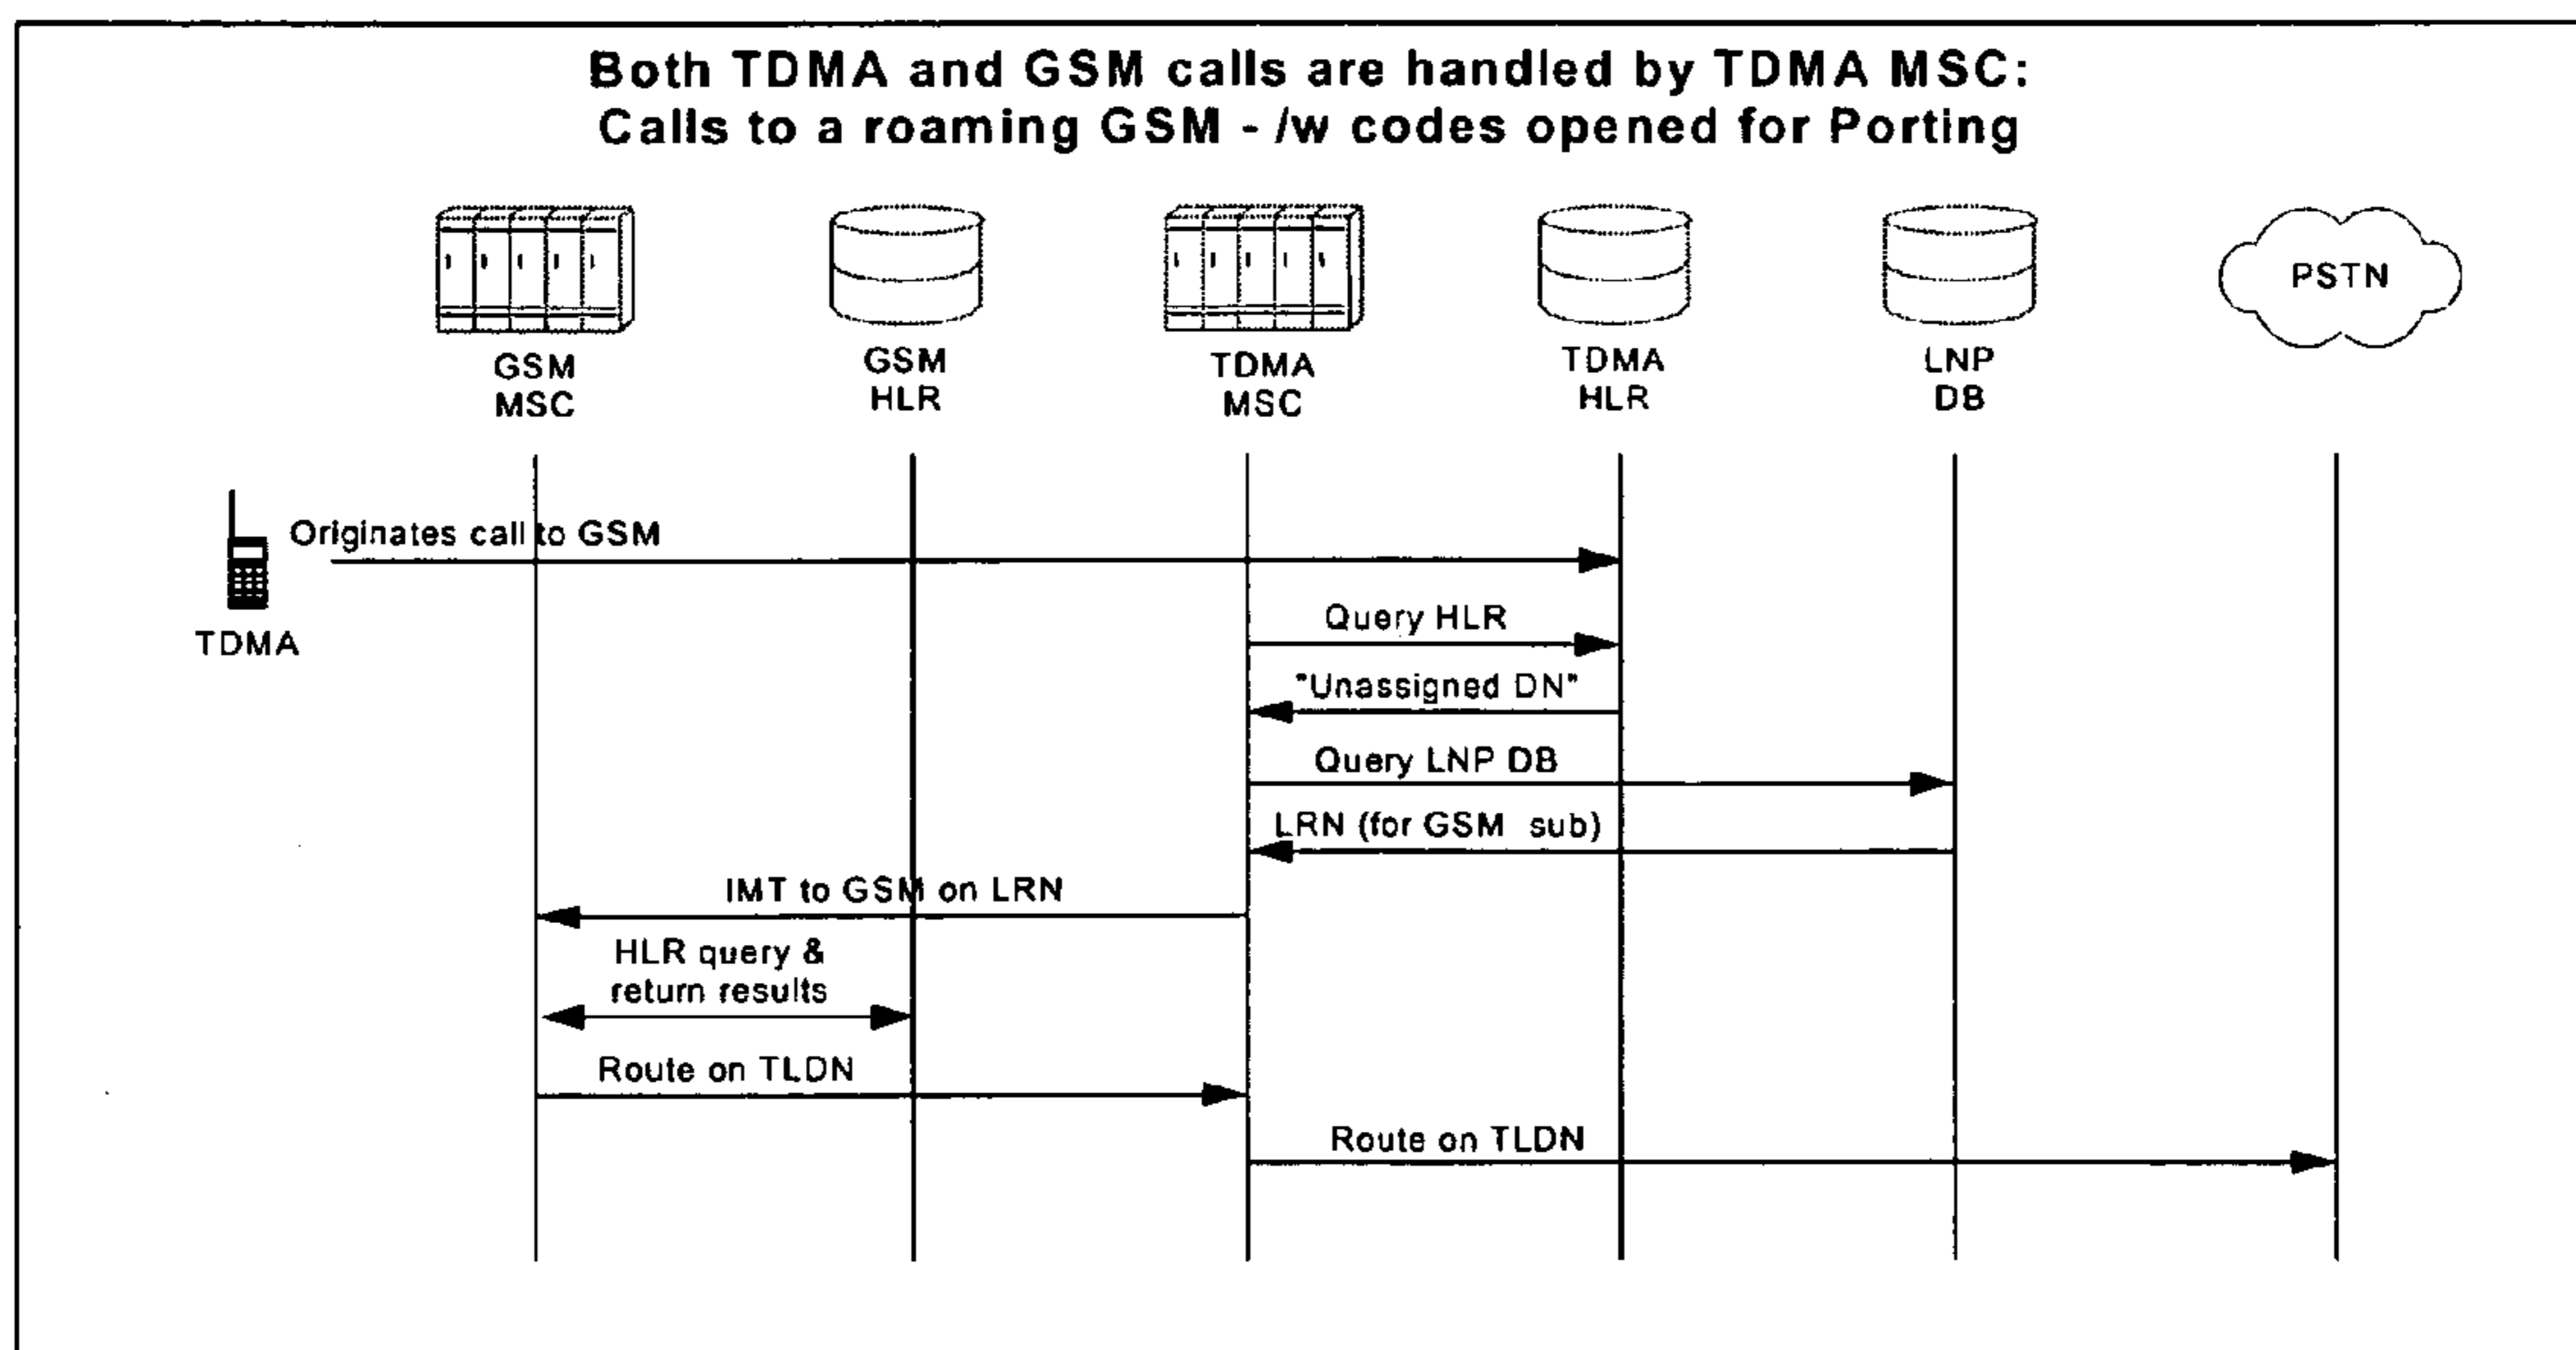 Both TDMA and GSM calls are handled by TDMA MSC:
Calls to a roaming GSM - /w codes opened for Porting
PSTN
GSM
MSC
GSM
HLR
TDMA
MSC
TDMA
HLR
LNP
DB
Originates call to GSM
TDMA
Query HLR
"Unassigned DN"
Query LNP DB
LRN (for GSM sub)
IMT to GSM on LRN
HLR query &
return results
Route on TLDN
Route on TLDN